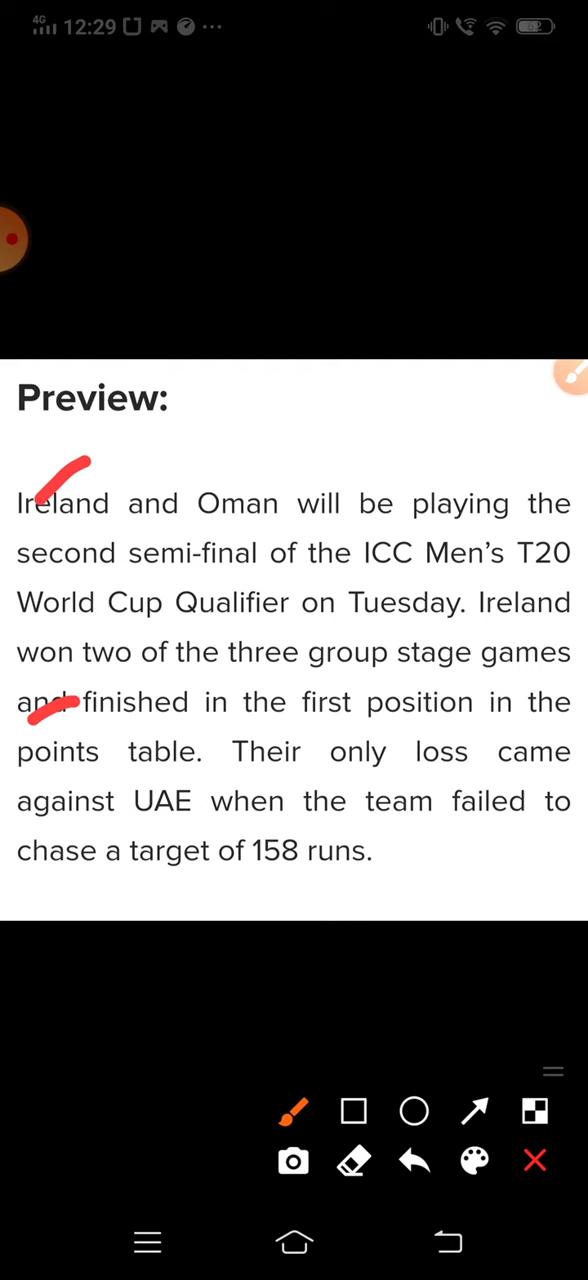 4G 12:29
62
Preview:
Ireland and Oman will be playing the
second semi-final of the ICC Men’s T20
World Cup Qualifier on Tuesday. Ireland
won two of the three group stage games
and finished in the first position in the
points table. Their only loss came
against UAE when the team failed to
chase a target of 158 runs.